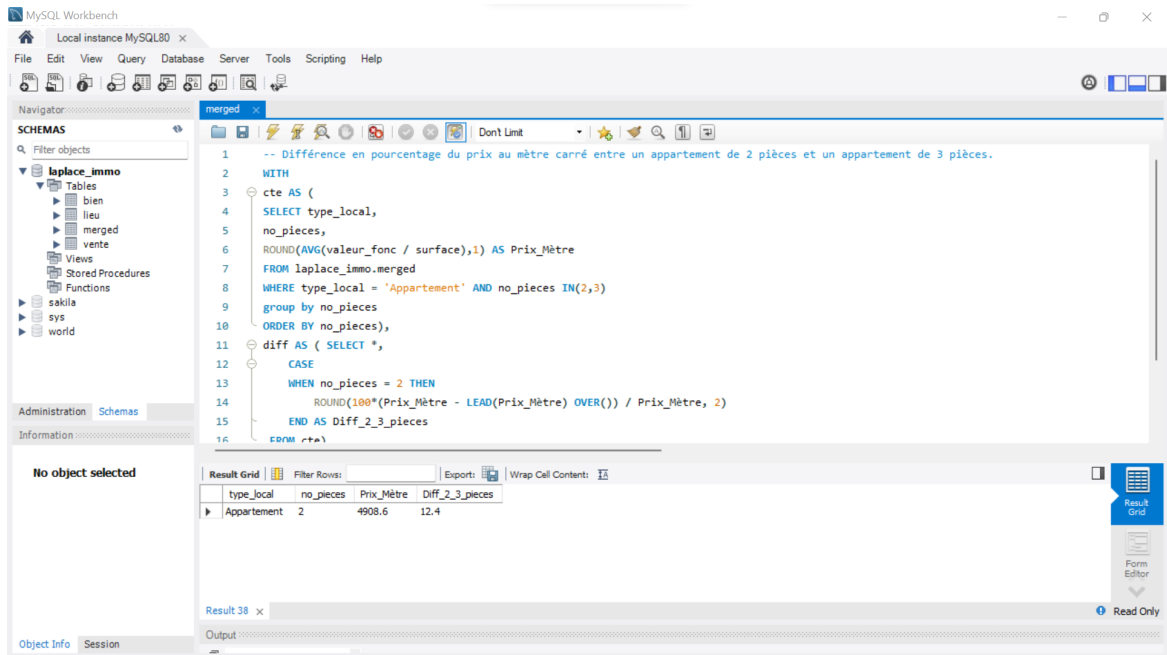 MySQL Workbench
Local instance MySQL80
File Edit View Query Database Server Tools Scripting Help
Navigator
SCHEMAS
Filter objects
laplace_immo
Tables
bien
lieu
merged
vente
Views
Stored Procedures
Functions
sakila
sys
world
Administration Schemas
Information
No object selected
Object Info Session
merged
Don't Limit
1 -- Différence en pourcentage du prix au mètre carré entre un appartement de 2 pièces et un appartement de 3 pièces.
2 WITH
3 cte AS (
4 SELECT type_local,
5 no_pieces,
6 ROUND(AVG(valeur_fonc / surface),1) AS Prix_Mètre
7 FROM laplace_immo.merged
8 WHERE type_local = 'Appartement' AND no_pieces IN(2,3)
9 group by no_pieces
10 ORDER BY no_pieces),
11 diff AS ( SELECT *,
12 CASE
13 WHEN no_pieces = 2 THEN
14 ROUND(100*(Prix_Mètre - LEAD(Prix_Mètre) OVER()) / Prix_Mètre, 2)
15 END AS Diff_2_3_pieces
16 FROM cte)
Result Grid Filter Rows: Export: Wrap Cell Content:
type_local no_pieces Prix_Mètre Diff_2_3_pieces
Appartement 2 4908.6 12.4
Result Grid
Form Editor
Result 38
Read Only
Output